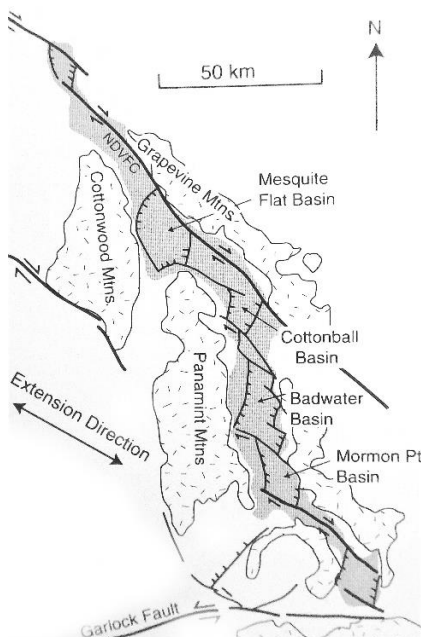 N
50 km
NDVFC
Grapevine Mtns.
Cottonwood Mtns.
Mesquite
Flat Basin
Cottonball
Basin
Panamint Mtns
Badwater
Basin
Extension Direction
Mormon Pt
Basin
Garlock Fault